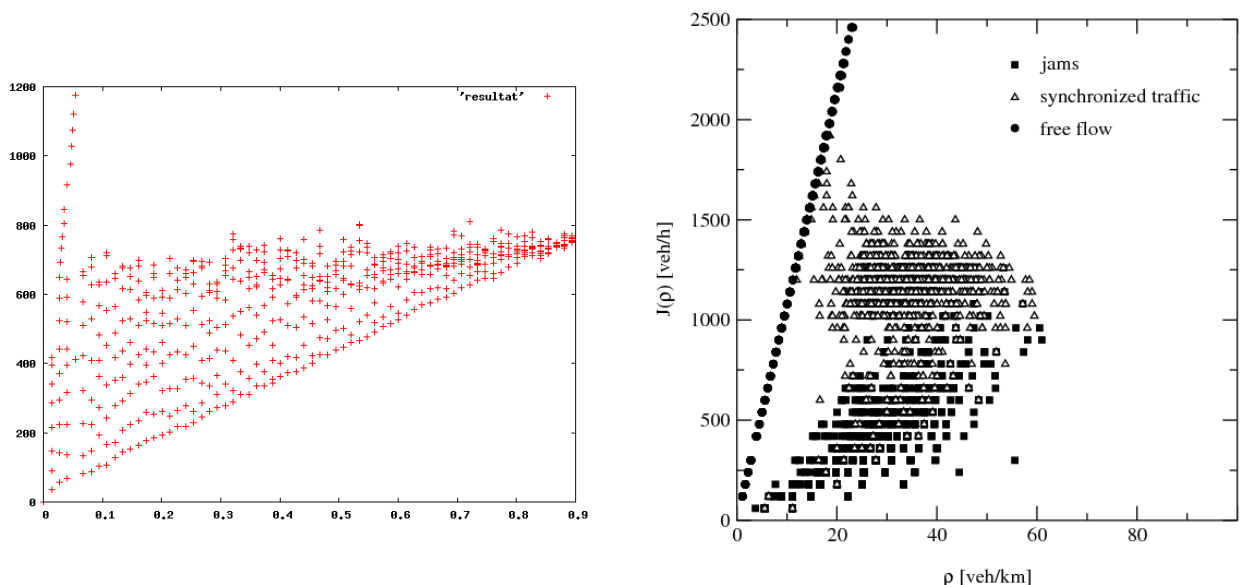 1200
1000
800
600
400
200
0
0 0.1 0.2 0.3 0.4 0.5 0.6 0.7 0.8 0.9
'resultat'
2500
2000
1500
1000
500
0
J(ρ) [veh/h]
jams
synchronized traffic
free flow
0 20 40 60 80
ρ [veh/km]